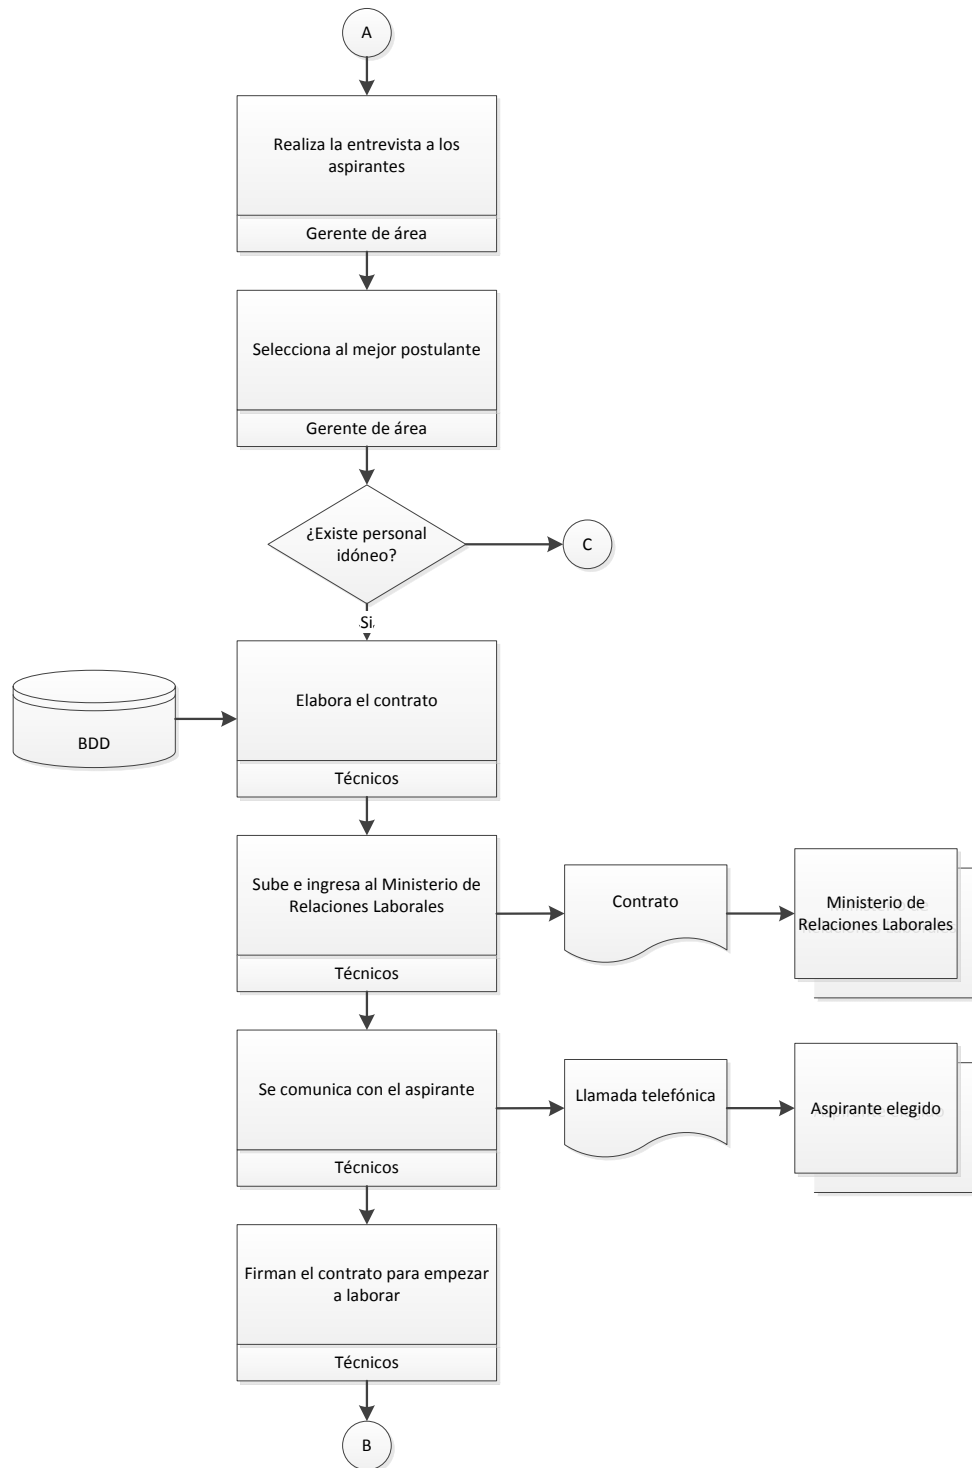 A
Realiza la entrevista a los
aspirantes
Gerente de área
Selecciona al mejor postulante
Gerente de área
¿Existe personal
idóneo?
C
Si
Elabora el contrato
BDD
Técnicos
Sube e ingresa al Ministerio de
Relaciones Laborales
Técnicos
Contrato
Ministerio de
Relaciones Laborales
Se comunica con el aspirante
Técnicos
Llamada telefónica
Aspirante elegido
Firman el contrato para empezar
a laborar
Técnicos
B